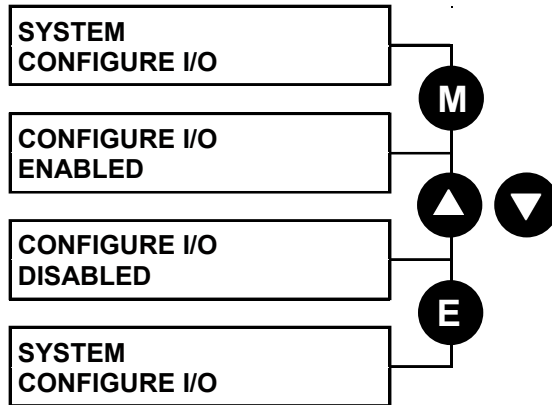 SYSTEM
CONFIGURE I/O
M
CONFIGURE I/O
ENABLED
CONFIGURE I/O
DISABLED
E
SYSTEM
CONFIGURE I/O